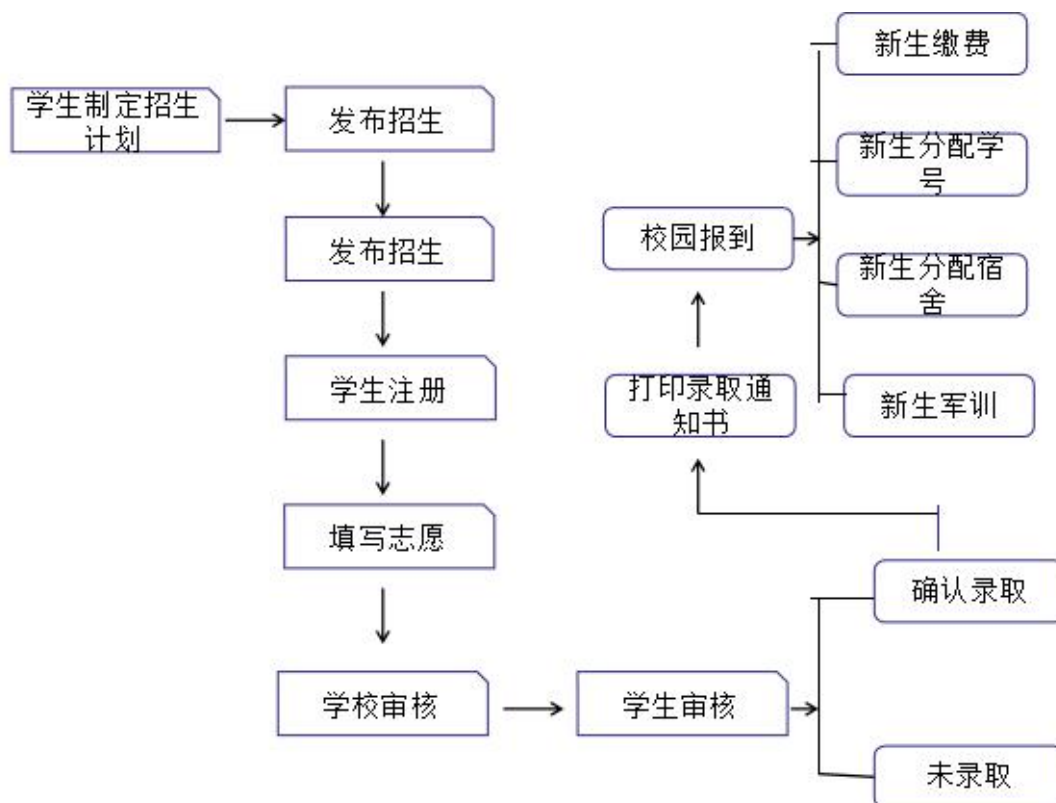 学生制定招生
计划
发布招生
发布招生
学生注册
填写志愿
学校审核
学生审核
确认录取
未录取
打印录取通
知书
校园报到
新生缴费
新生分配学
号
新生分配宿
舍
新生军训